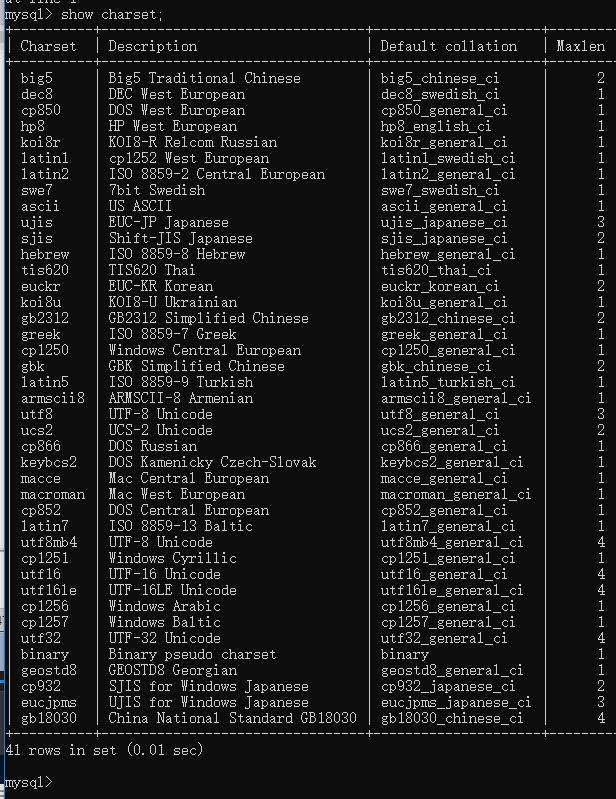 at line 1
mysql> show charset;
| Charset | Description | Default collation | Maxlen
| big5 | Big5 Traditional Chinese | big5_chinese_ci | 2
| dec8 | DEC West European | dec8_swedish_ci | 1
| cp850 | DOS West European | cp850_general_ci | 1
| hp8 | HP West European | hp8_english_ci | 1
| koi8r | KOI8-R Relcom Russian | koi8r_general_ci | 1
| latin1 | cp1252 West European | latin1_swedish_ci | 1
| latin2 | ISO 8859-2 Central European | latin2_general_ci | 1
| swe7 | 7bit Swedish | swe7_swedish_ci | 1
| ascii | US ASCII | ascii_general_ci | 1
| ujis | EUC-JP Japanese | ujis_japanese_ci | 3
| sjis | Shift-JIS Japanese | sjis_japanese_ci | 2
| hebrew | ISO 8859-8 Hebrew | hebrew_general_ci | 1
| tis620 | TIS620 Thai | tis620_thai_ci | 1
| euckr | EUC-KR Korean | euckr_korean_ci | 2
| koi8u | KOI8-U Ukrainian | koi8u_general_ci | 1
| gb2312 | GB2312 Simplified Chinese | gb2312_chinese_ci | 2
| greek | ISO 8859-7 Greek | greek_general_ci | 1
| cp1250 | Windows Central European | cp1250_general_ci | 1
| gbk | GBK Simplified Chinese | gbk_chinese_ci | 2
| latin5 | ISO 8859-9 Turkish | latin5_turkish_ci | 1
| armscii8 | ARMSCII-8 Armenian | armscii8_general_ci | 1
| utf8 | UTF-8 Unicode | utf8_general_ci | 3
| ucs2 | UCS-2 Unicode | ucs2_general_ci | 2
| cp866 | DOS Russian | cp866_general_ci | 1
| keybcs2 | DOS Kamenicky Czech-Slovak | keybcs2_general_ci | 1
| macce | Mac Central European | macce_general_ci | 1
| macroman | Mac West European | macroman_general_ci | 1
| cp852 | DOS Central European | cp852_general_ci | 1
| latin7 | ISO 8859-13 Baltic | latin7_general_ci | 1
| utf8mb4 | UTF-8 Unicode | utf8mb4_general_ci | 4
| cp1251 | Windows Cyrillic | cp1251_general_ci | 1
| utf16 | UTF-16 Unicode | utf16_general_ci | 4
| utf16le | UTF-16LE Unicode | utf16le_general_ci | 4
| cp1256 | Windows Arabic | cp1256_general_ci | 1
| cp1257 | Windows Baltic | cp1257_general_ci | 1
| utf32 | UTF-32 Unicode | utf32_general_ci | 4
| binary | Binary pseudo charset | binary | 1
| geostd8 | GEOSTD8 Georgian | geostd8_general_ci | 1
| cp932 | SJIS for Windows Japanese | cp932_japanese_ci | 2
| eucjpms | UJIS for Windows Japanese | eucjpms_japanese_ci | 3
| gb18030 | China National Standard GB18030 | gb18030_chinese_ci | 4
41 rows in set (0.01 sec)
mysql>